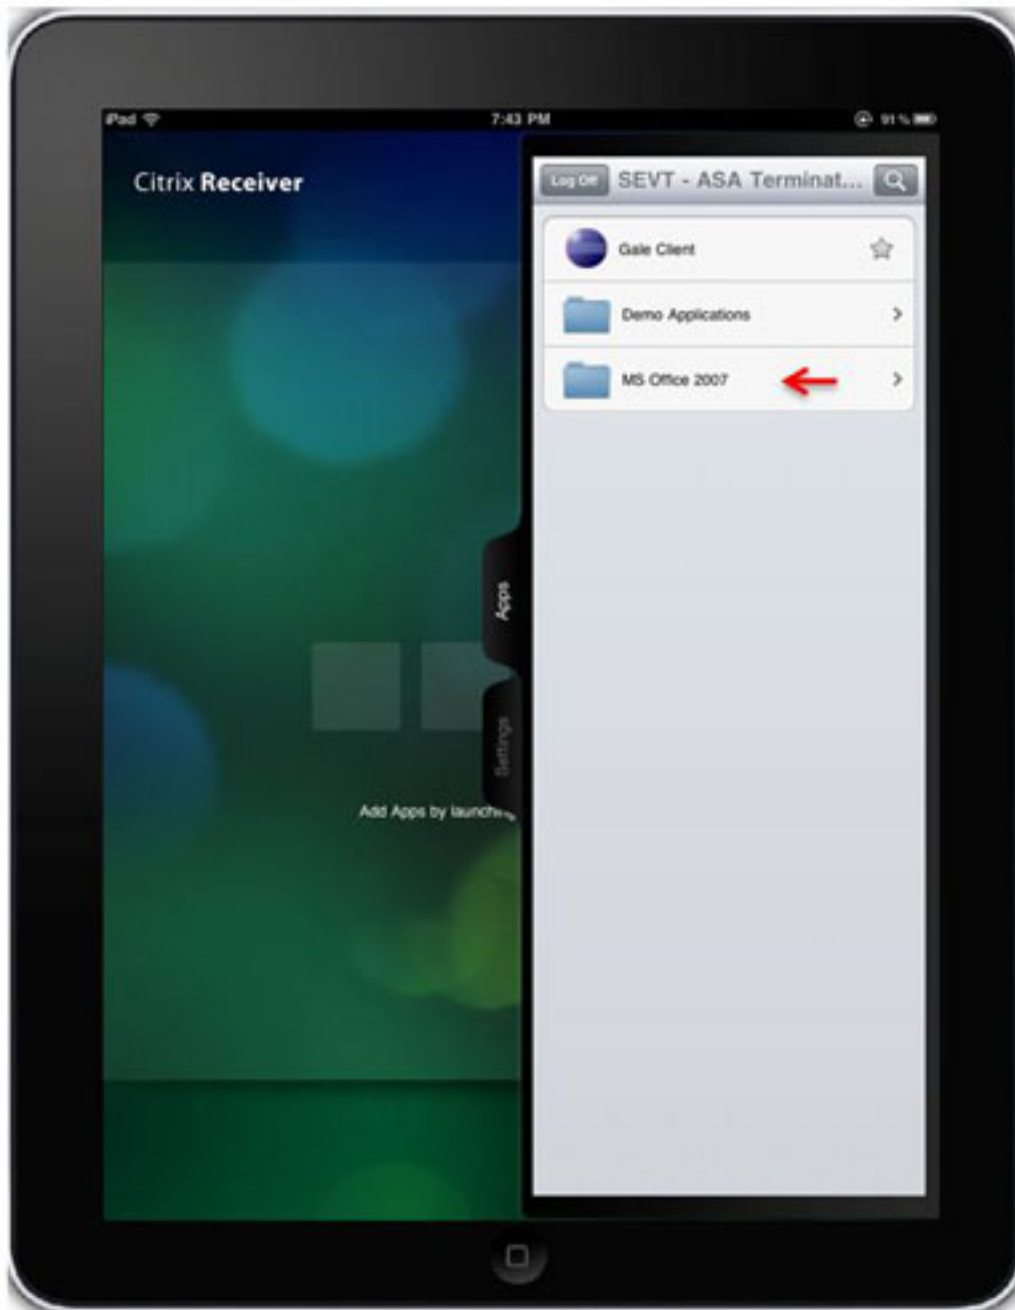 iPad
7:43 PM
91%
Citrix Receiver
Log Off
SEVT - ASA Terminat...
Gale Client
Demo Applications
MS Office 2007
Apps
Settings
Add Apps by launching